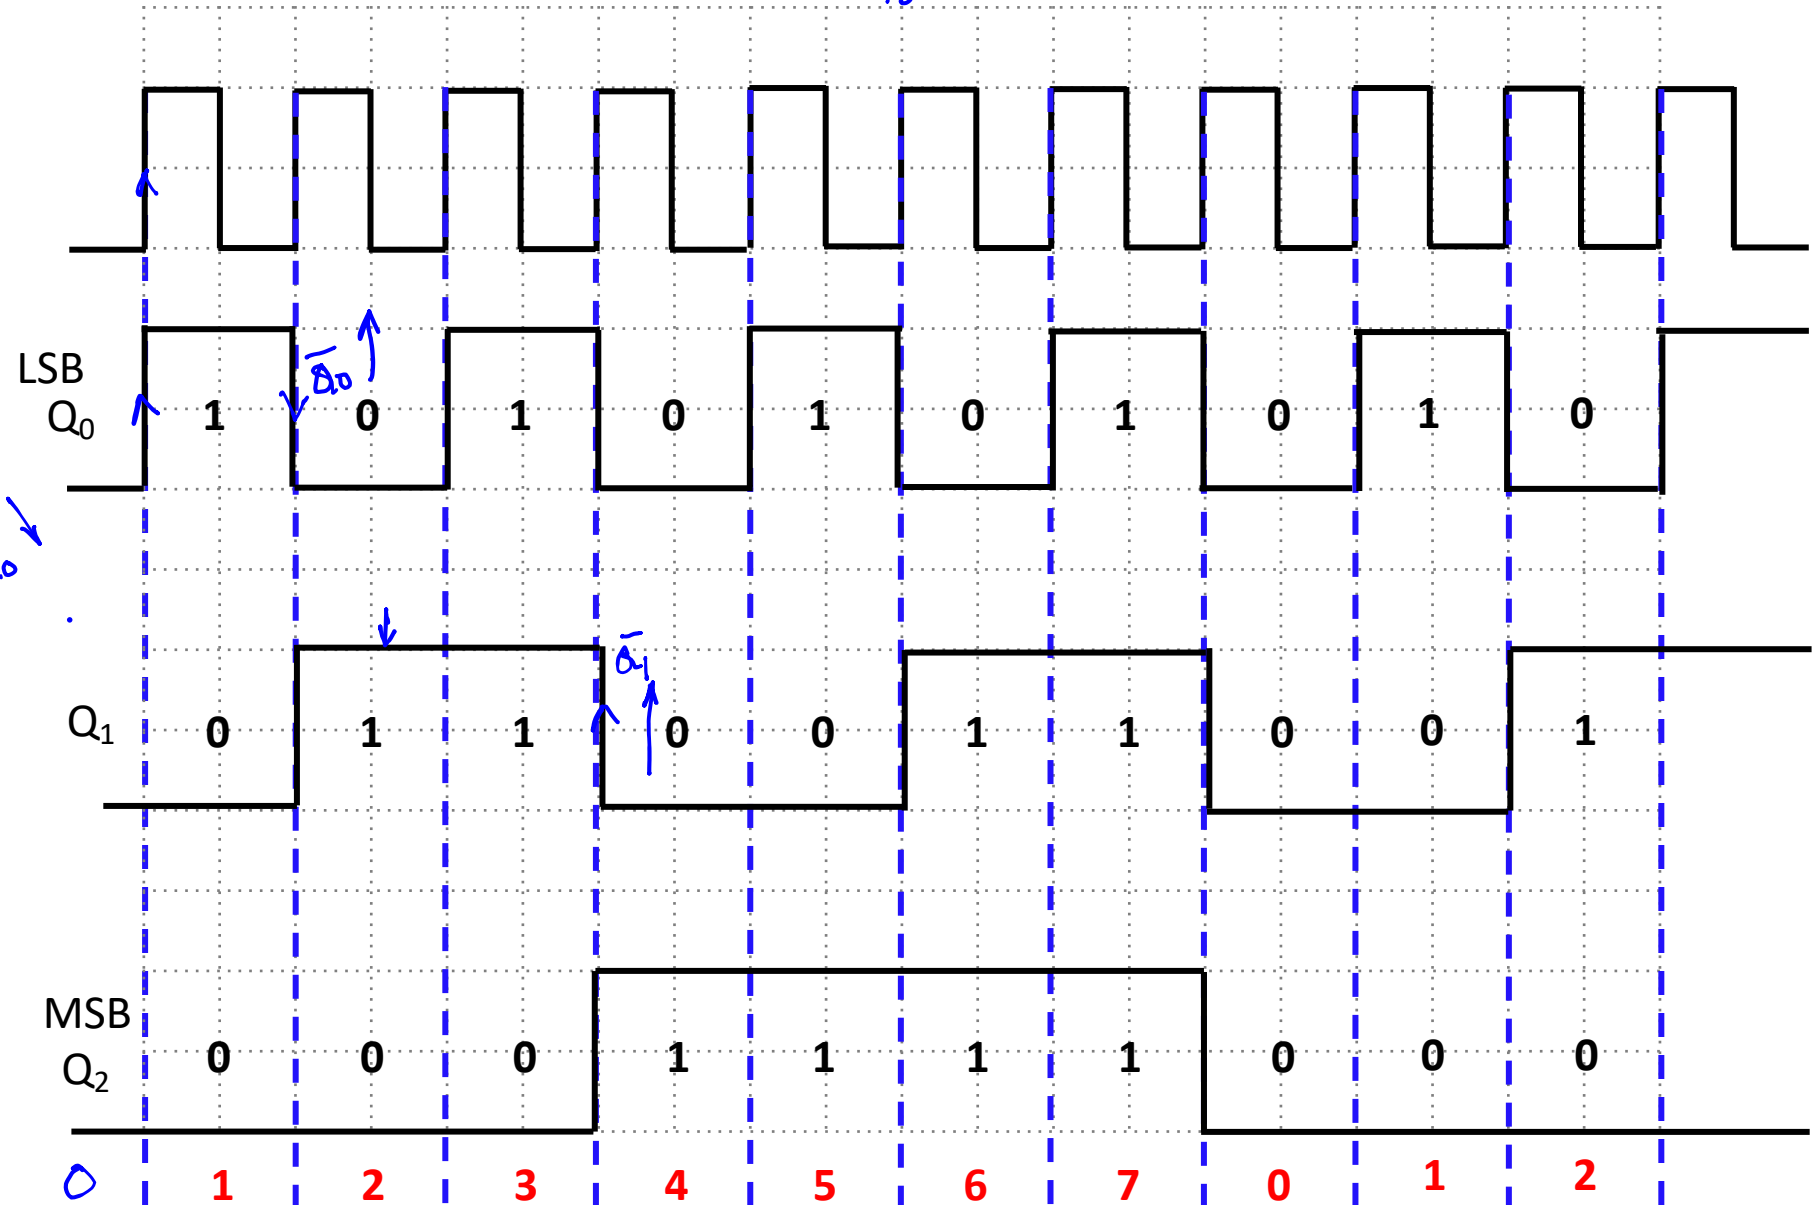 LSB
Q₀ 1 0 1 0 1 0 1 0 1 0
Q̅₀
Q₁ 0 1 1 0 0 1 1 0 0 1
Q̅₁
MSB
Q₂ 0 0 0 1 1 1 1 0 0 0
0 1 2 3 4 5 6 7 0 1 2